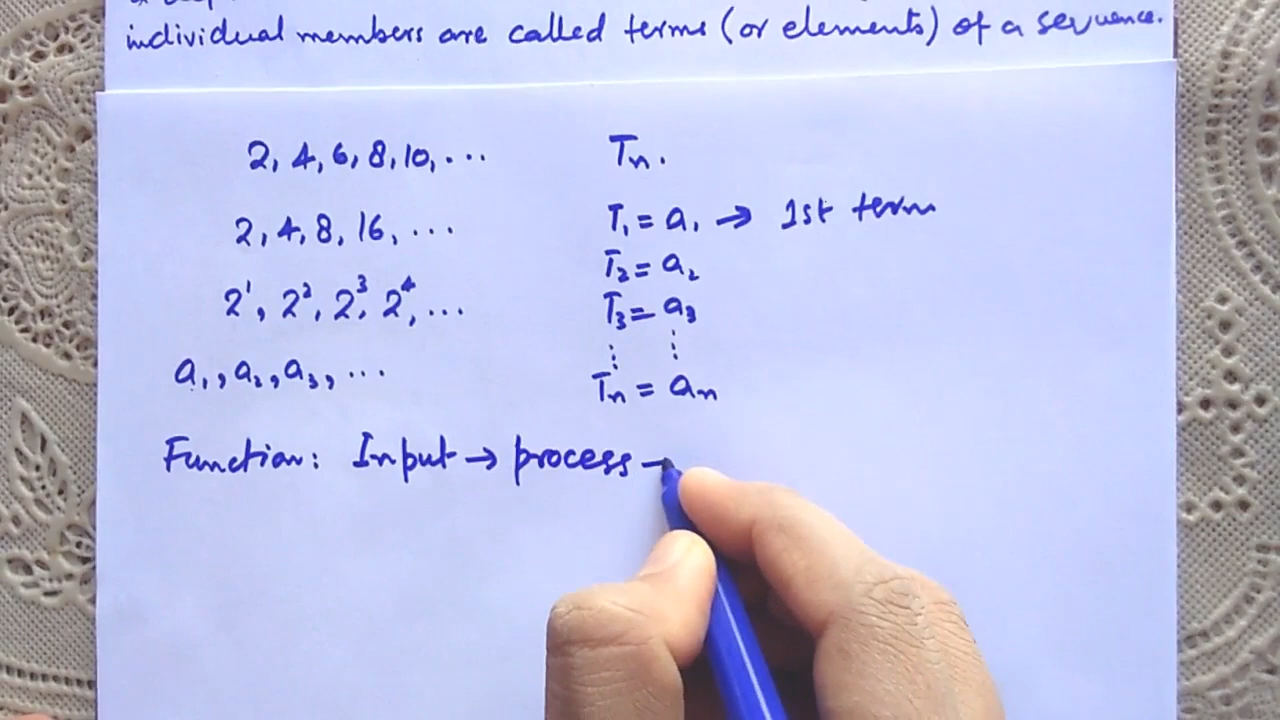 individual members are called terms (or elements) of a sequence.
2, 4, 6, 8, 10, ...
Tn.
2, 4, 8, 16, ...
T₁ = a₁ → 1st term
T₂ = a₂
2¹, 2², 2³, 2⁴, ...
T₃ = a₃
⋮ ⋮
a₁, a₂, a₃, ...
Tn = an
Function: Input → process →